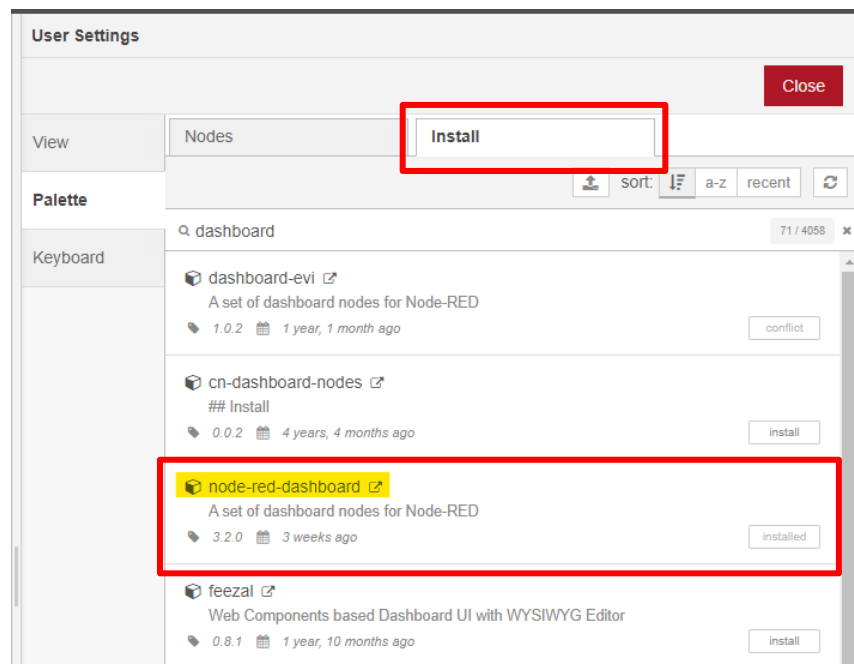 User Settings
Close
View
Nodes
Install
sort: a-z recent
Palette
dashboard
71 / 4058
Keyboard
dashboard-evi
A set of dashboard nodes for Node-RED
1.0.2 1 year, 1 month ago
conflict
cn-dashboard-nodes
## Install
0.0.2 4 years, 4 months ago
install
node-red-dashboard
A set of dashboard nodes for Node-RED
3.2.0 3 weeks ago
installed
feezal
Web Components based Dashboard UI with WYSIWYG Editor
0.8.1 1 year, 10 months ago
install